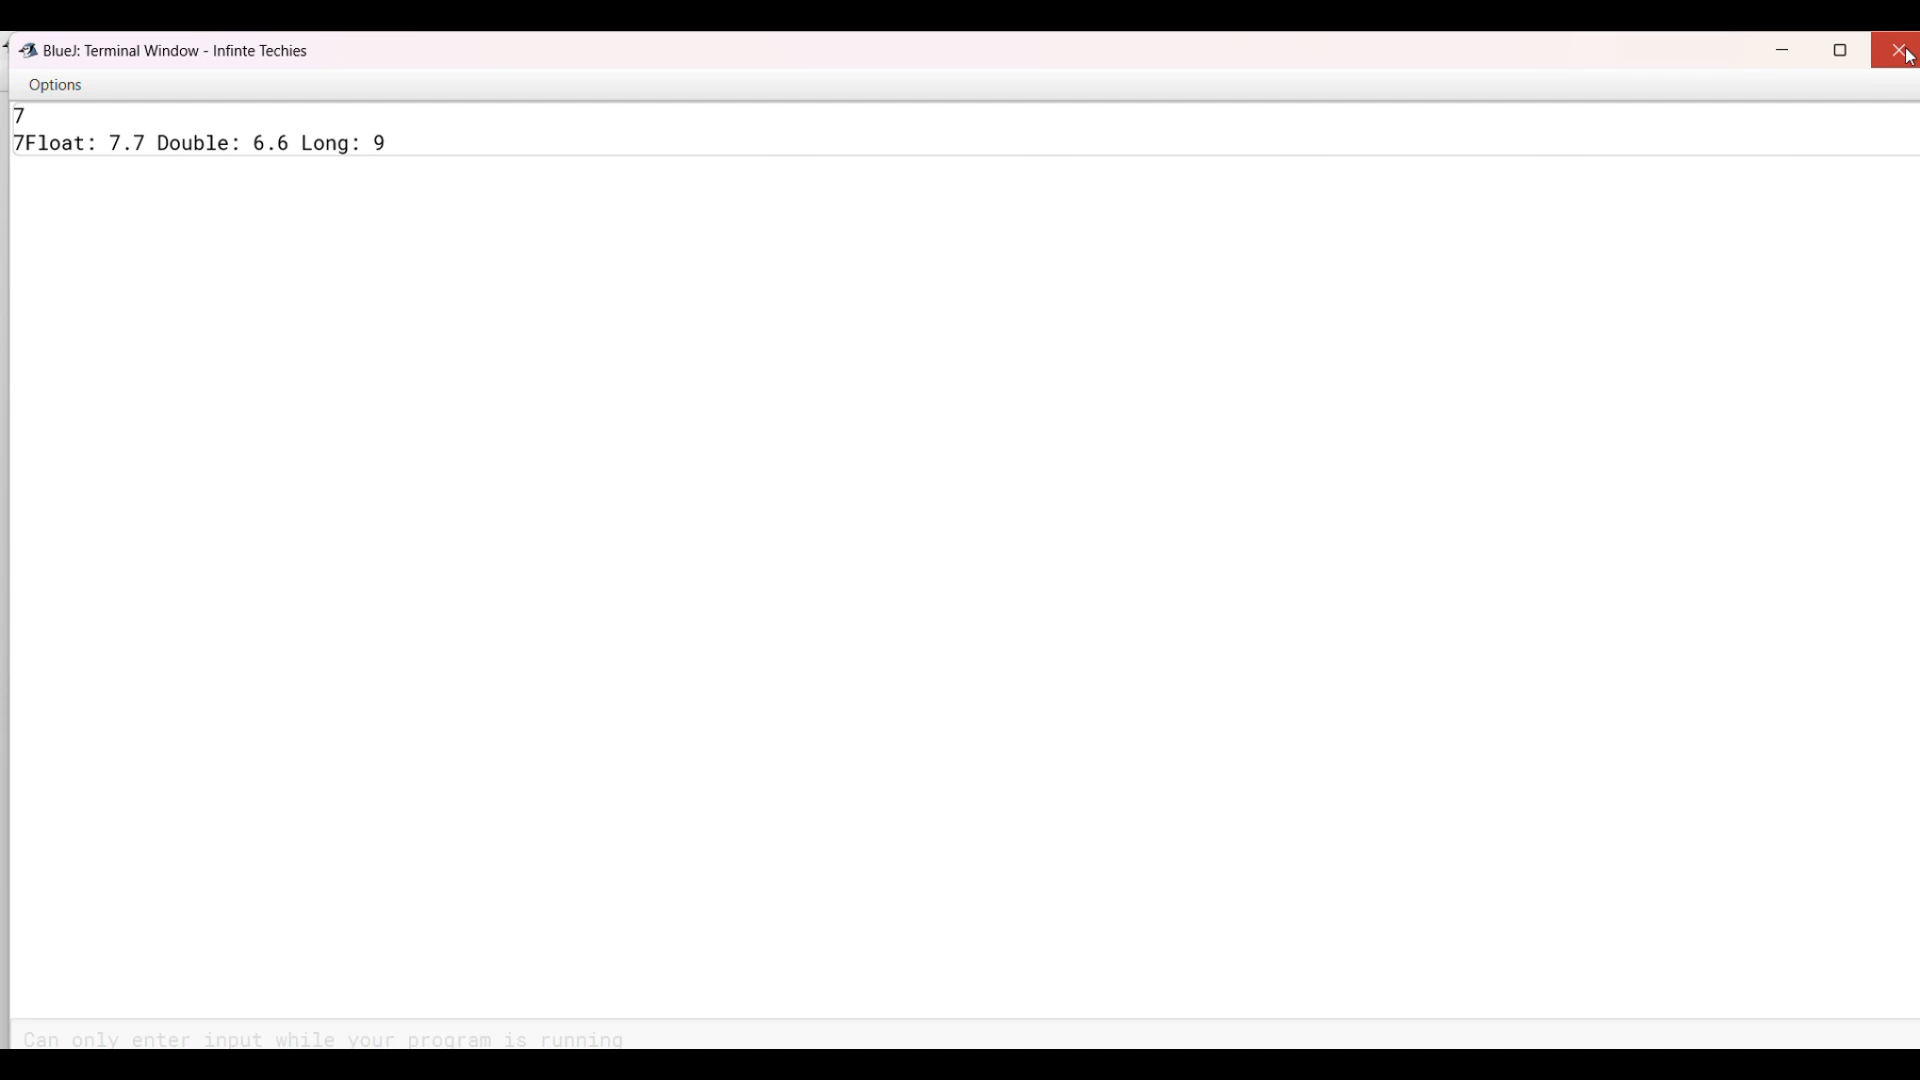 BlueJ: Terminal Window - Infinte Techies
Options
7
7Float: 7.7 Double: 6.6 Long: 9
Can only enter input while your program is running